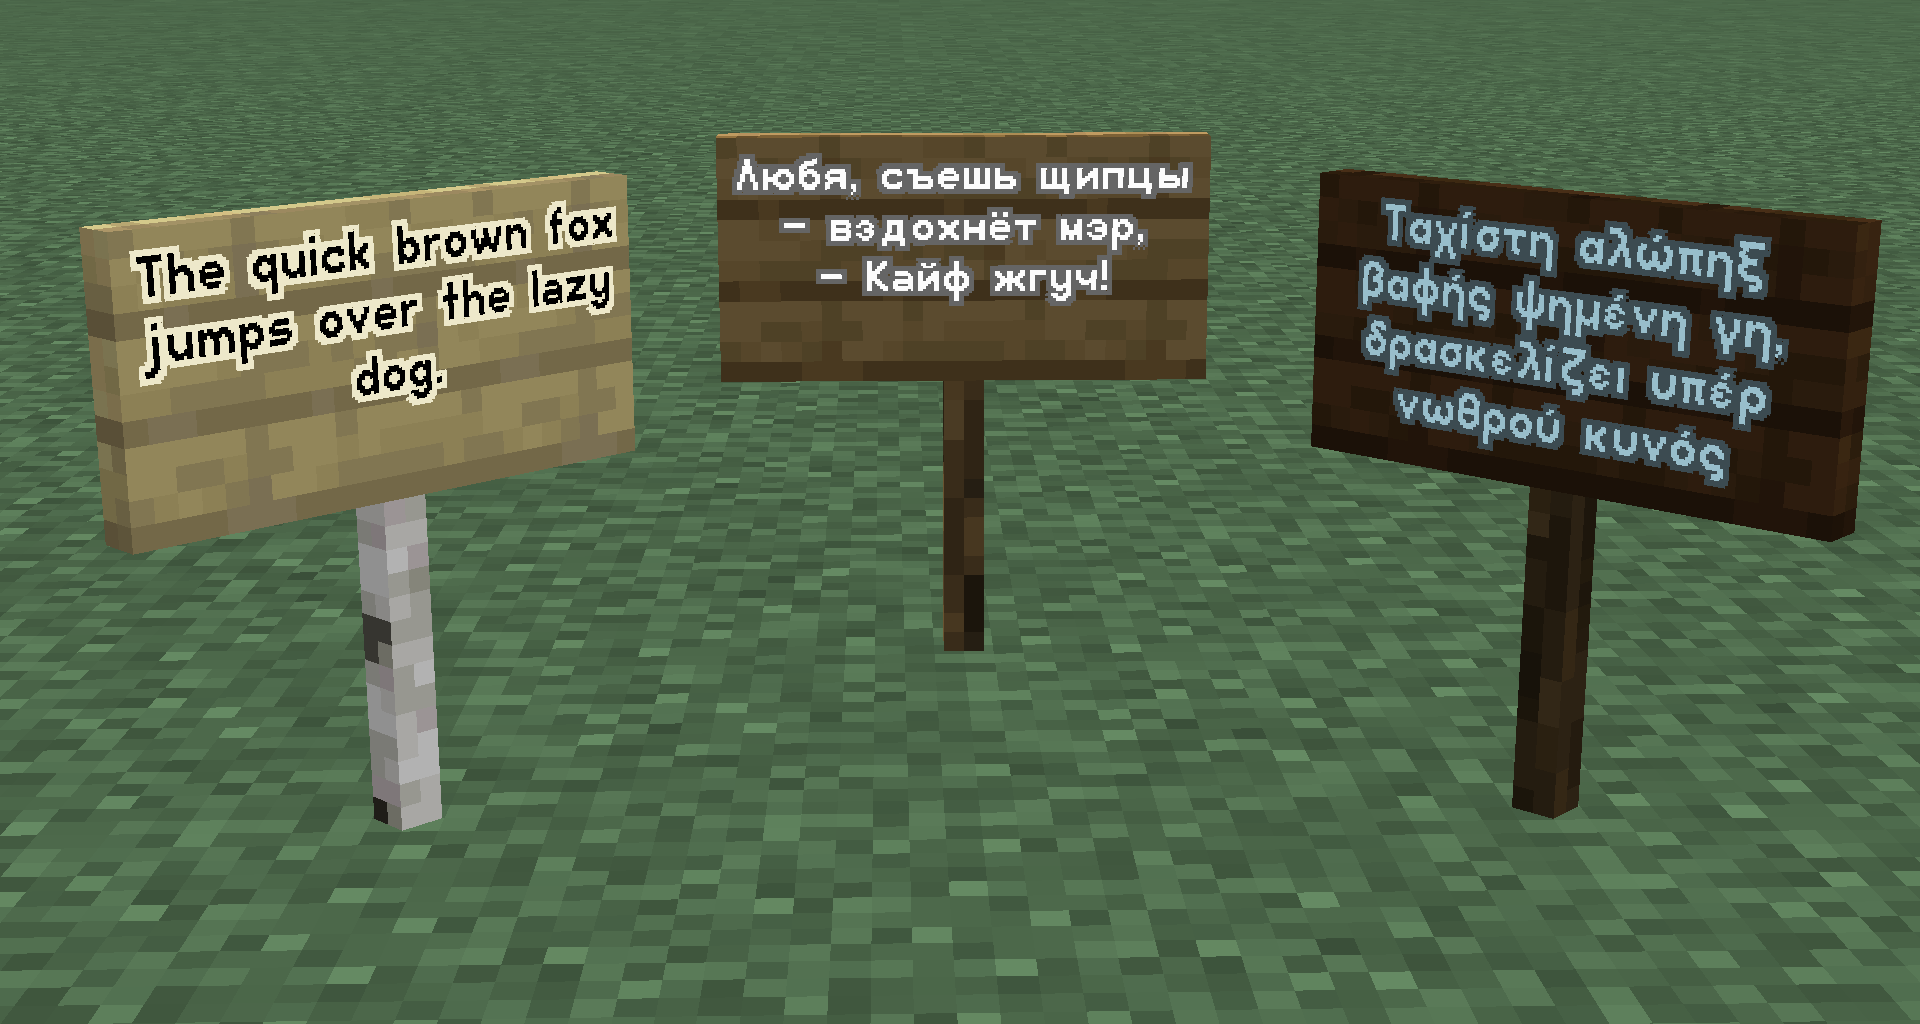 The quick brown fox
jumps over the lazy
dog.
Любя, съешь щипцы
— вздохнёт мэр,
— Кайф жгуч!
Ταχίστη αλώπηξ
βαφής ψημένη γη,
δρασκελίζει υπέρ
νωθρού κυνός